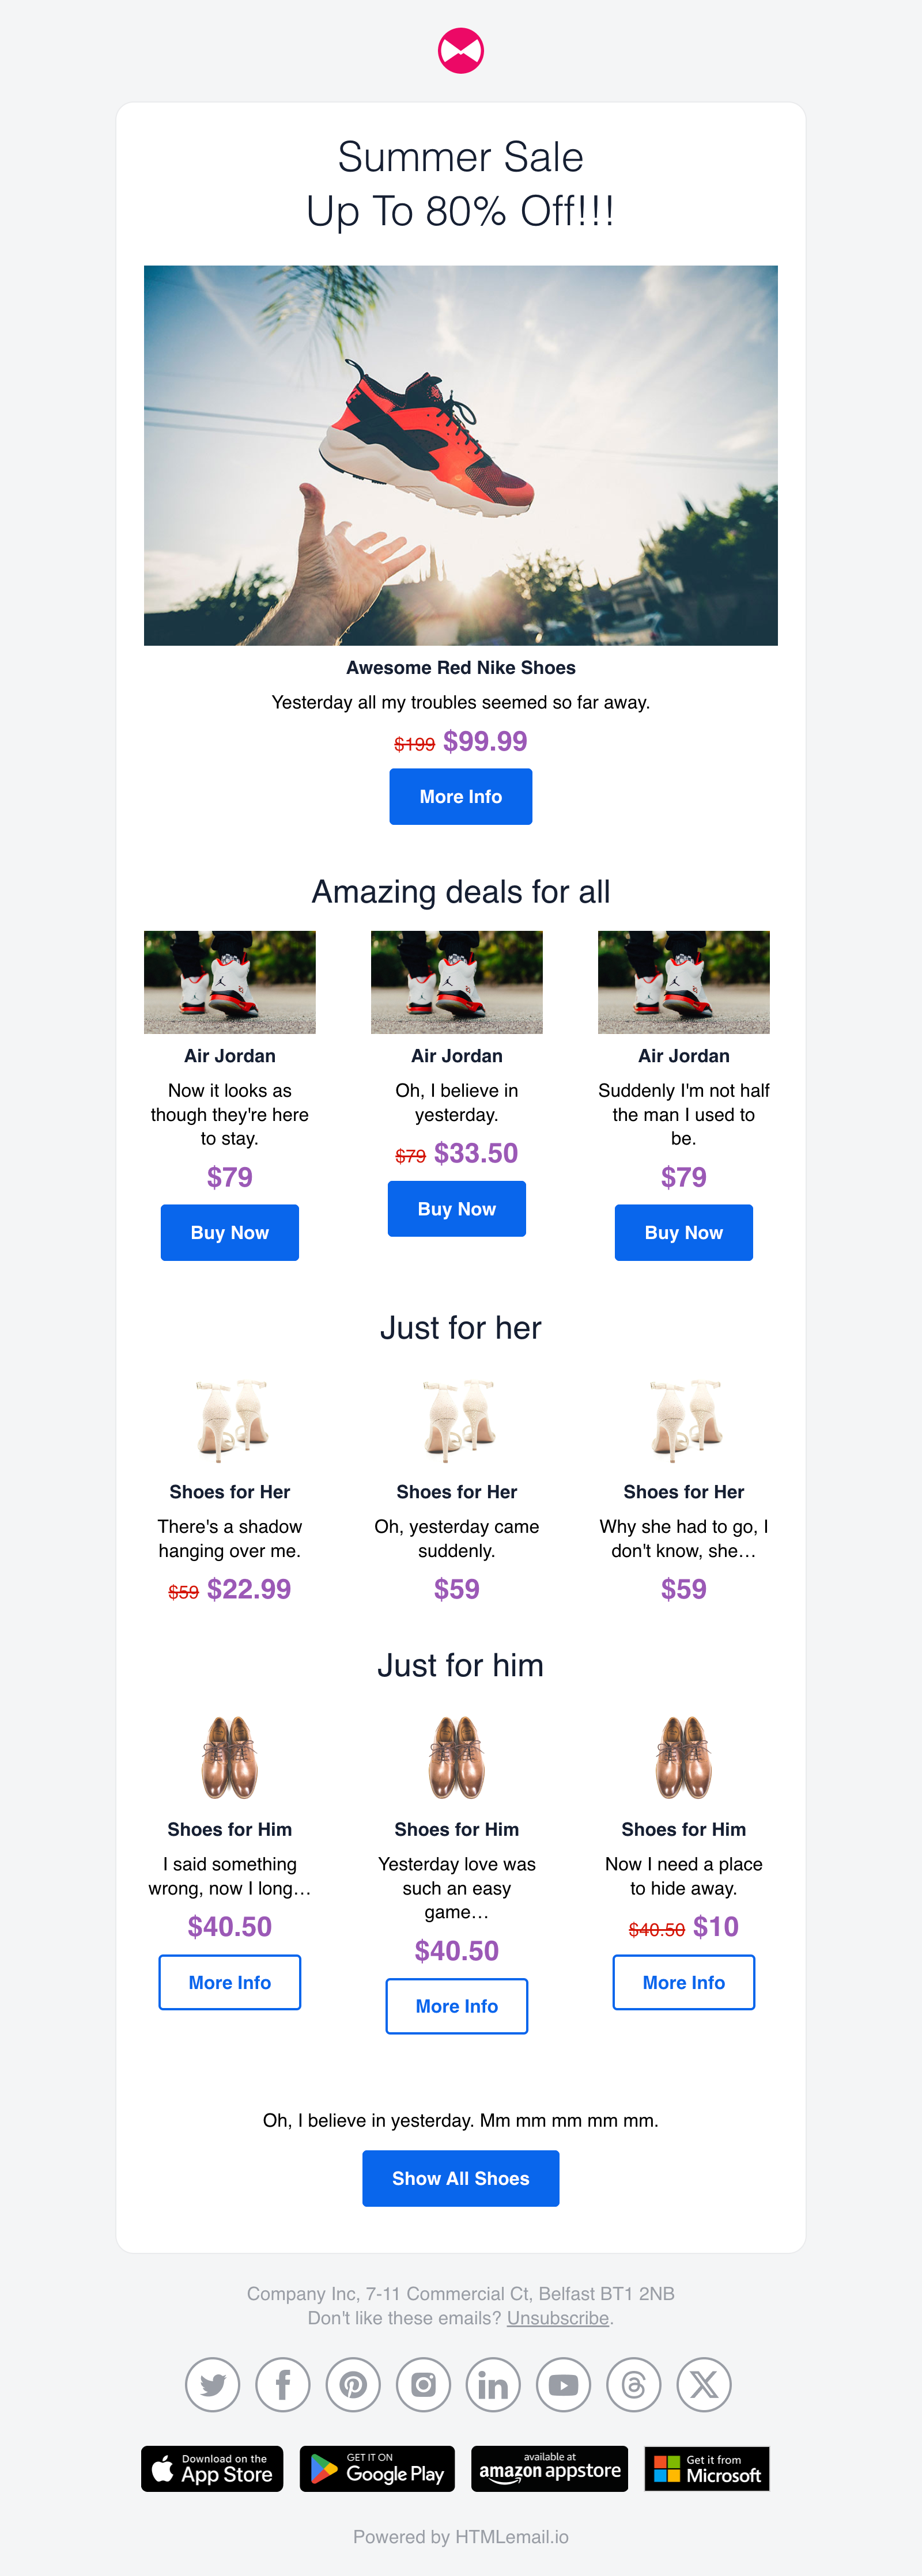 Summer Sale
Up To 80% Off!!!
Awesome Red Nike Shoes
Yesterday all my troubles seemed so far away.
$199 $99.99
More Info
Amazing deals for all
Air Jordan
Now it looks as
though they're here
to stay.
$79
Buy Now
Air Jordan
Oh, I believe in
yesterday.
$79 $33.50
Buy Now
Air Jordan
Suddenly I'm not half
the man I used to
be.
$79
Buy Now
Just for her
Shoes for Her
There's a shadow
hanging over me.
$59 $22.99
Shoes for Her
Oh, yesterday came
suddenly.
$59
Shoes for Her
Why she had to go, I
don't know, she...
$59
Just for him
Shoes for Him
I said something
wrong, now I long...
$40.50
More Info
Shoes for Him
Yesterday love was
such an easy
game...
$40.50
More Info
Shoes for Him
Now I need a place
to hide away.
$40.50 $10
More Info
Oh, I believe in yesterday. Mm mm mm mm mm.
Show All Shoes
Company Inc, 7-11 Commercial Ct, Belfast BT1 2NB
Don't like these emails? Unsubscribe.
Download on the
App Store
GET IT ON
Google Play
available at
amazon appstore
Get it from
Microsoft
Powered by HTMLemail.io